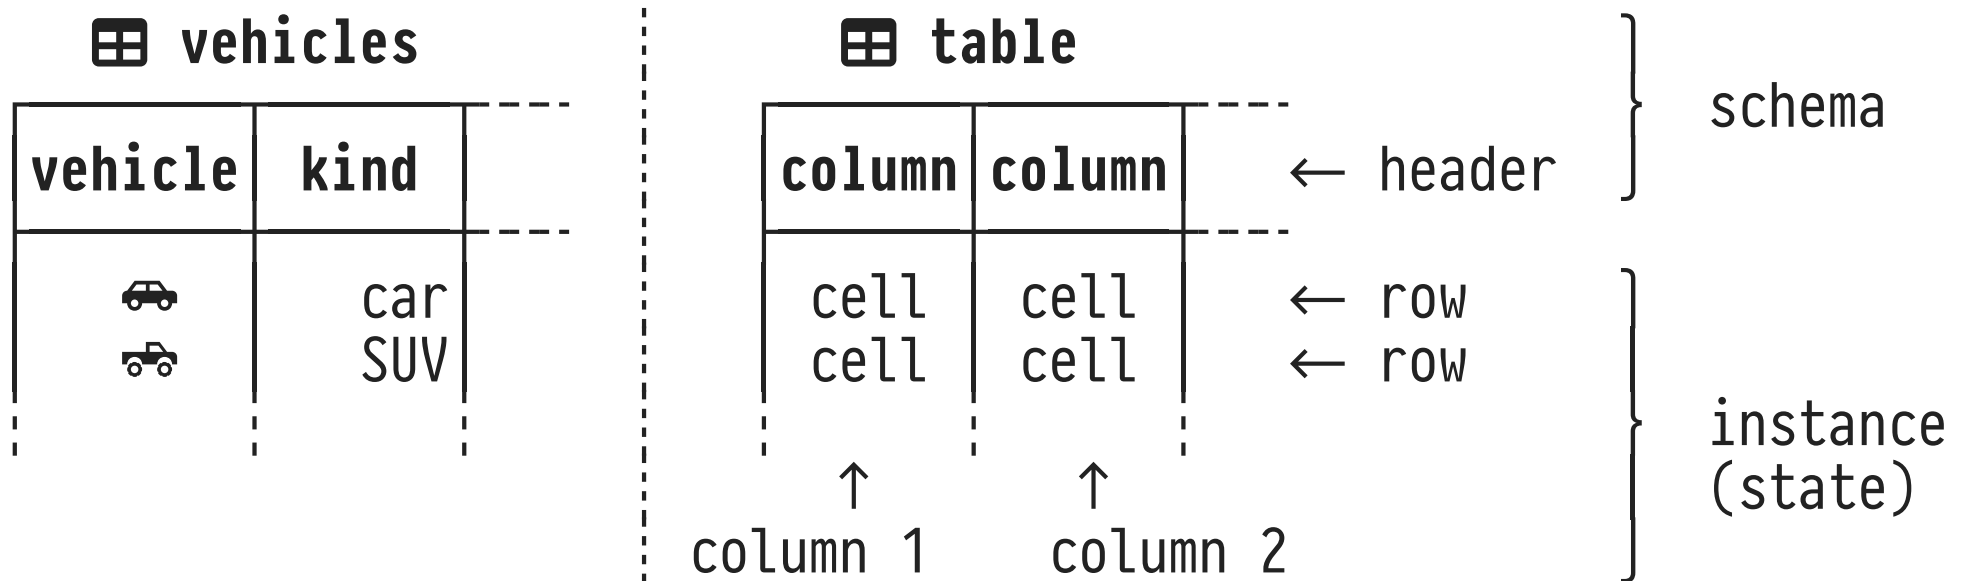 vehicles
table
schema
vehicle kind
column column ← header
car
cell cell ← row
SUV
cell cell ← row
instance
(state)
↑ ↑
column 1 column 2